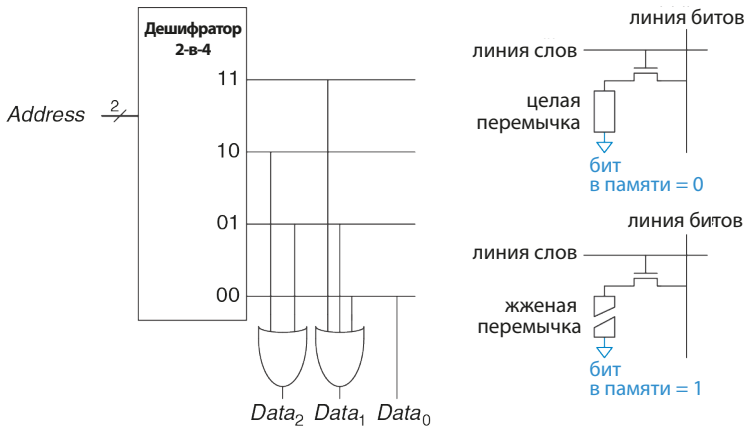 Дешифратор
2-в-4
Address
2
11
10
01
00
Data2 Data1 Data0
линия битов
линия слов
целая
перемычка
бит
в памяти = 0
линия битов
линия слов
жженая
перемычка
бит
в памяти = 1